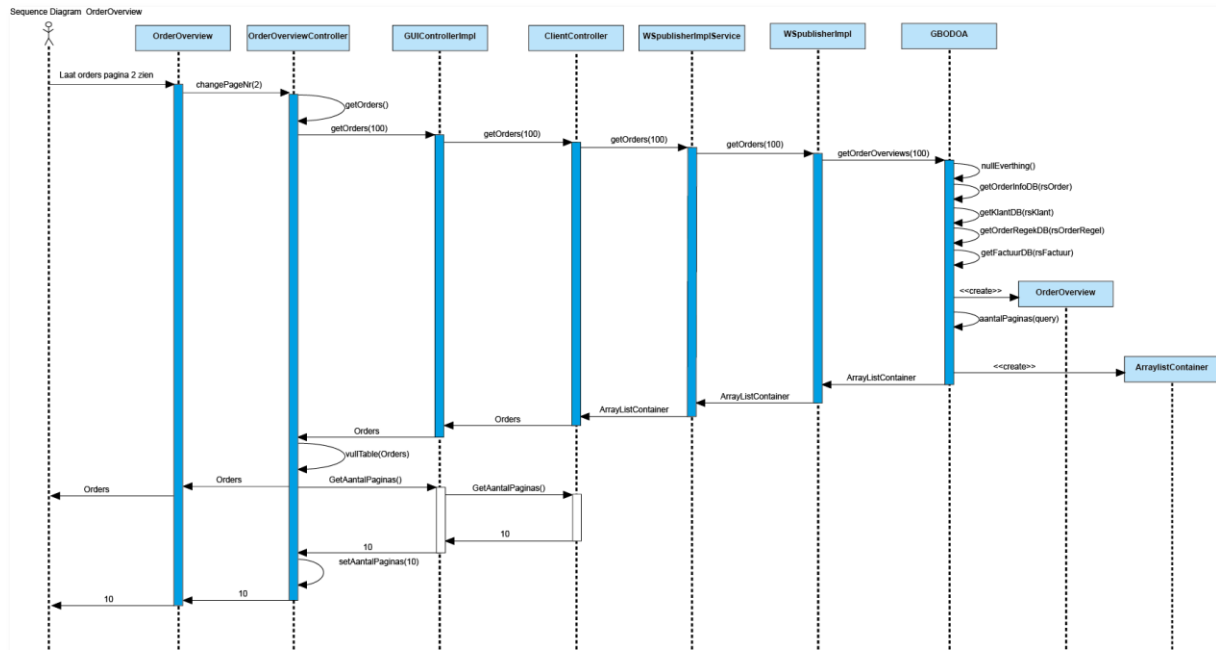 Sequence Diagram OrderOverview
OrderOverview
OrderOverviewController
GUIControllerImpl
ClientController
WSpublisherImplService
WSpublisherImpl
GBODOA
Laat orders pagina 2 zien
changePageNr(2)
getOrders()
getOrders(100)
getOrders(100)
getOrders(100)
getOrders(100)
getOrderOverviews(100)
nullEverthing()
getOrderInfoDB(rsOrder)
getKlantDB(rsKlant)
getOrderRegekDB(rsOrderRegel)
getFactuurDB(rsFactuur)
<<create>>
OrderOverview
aantalPaginas(query)
<<create>>
ArraylistContainer
ArrayListContainer
ArrayListContainer
ArrayListContainer
Orders
Orders
vullTable(Orders)
Orders
Orders
GetAantalPaginas()
GetAantalPaginas()
10
10
setAantalPaginas(10)
10
10